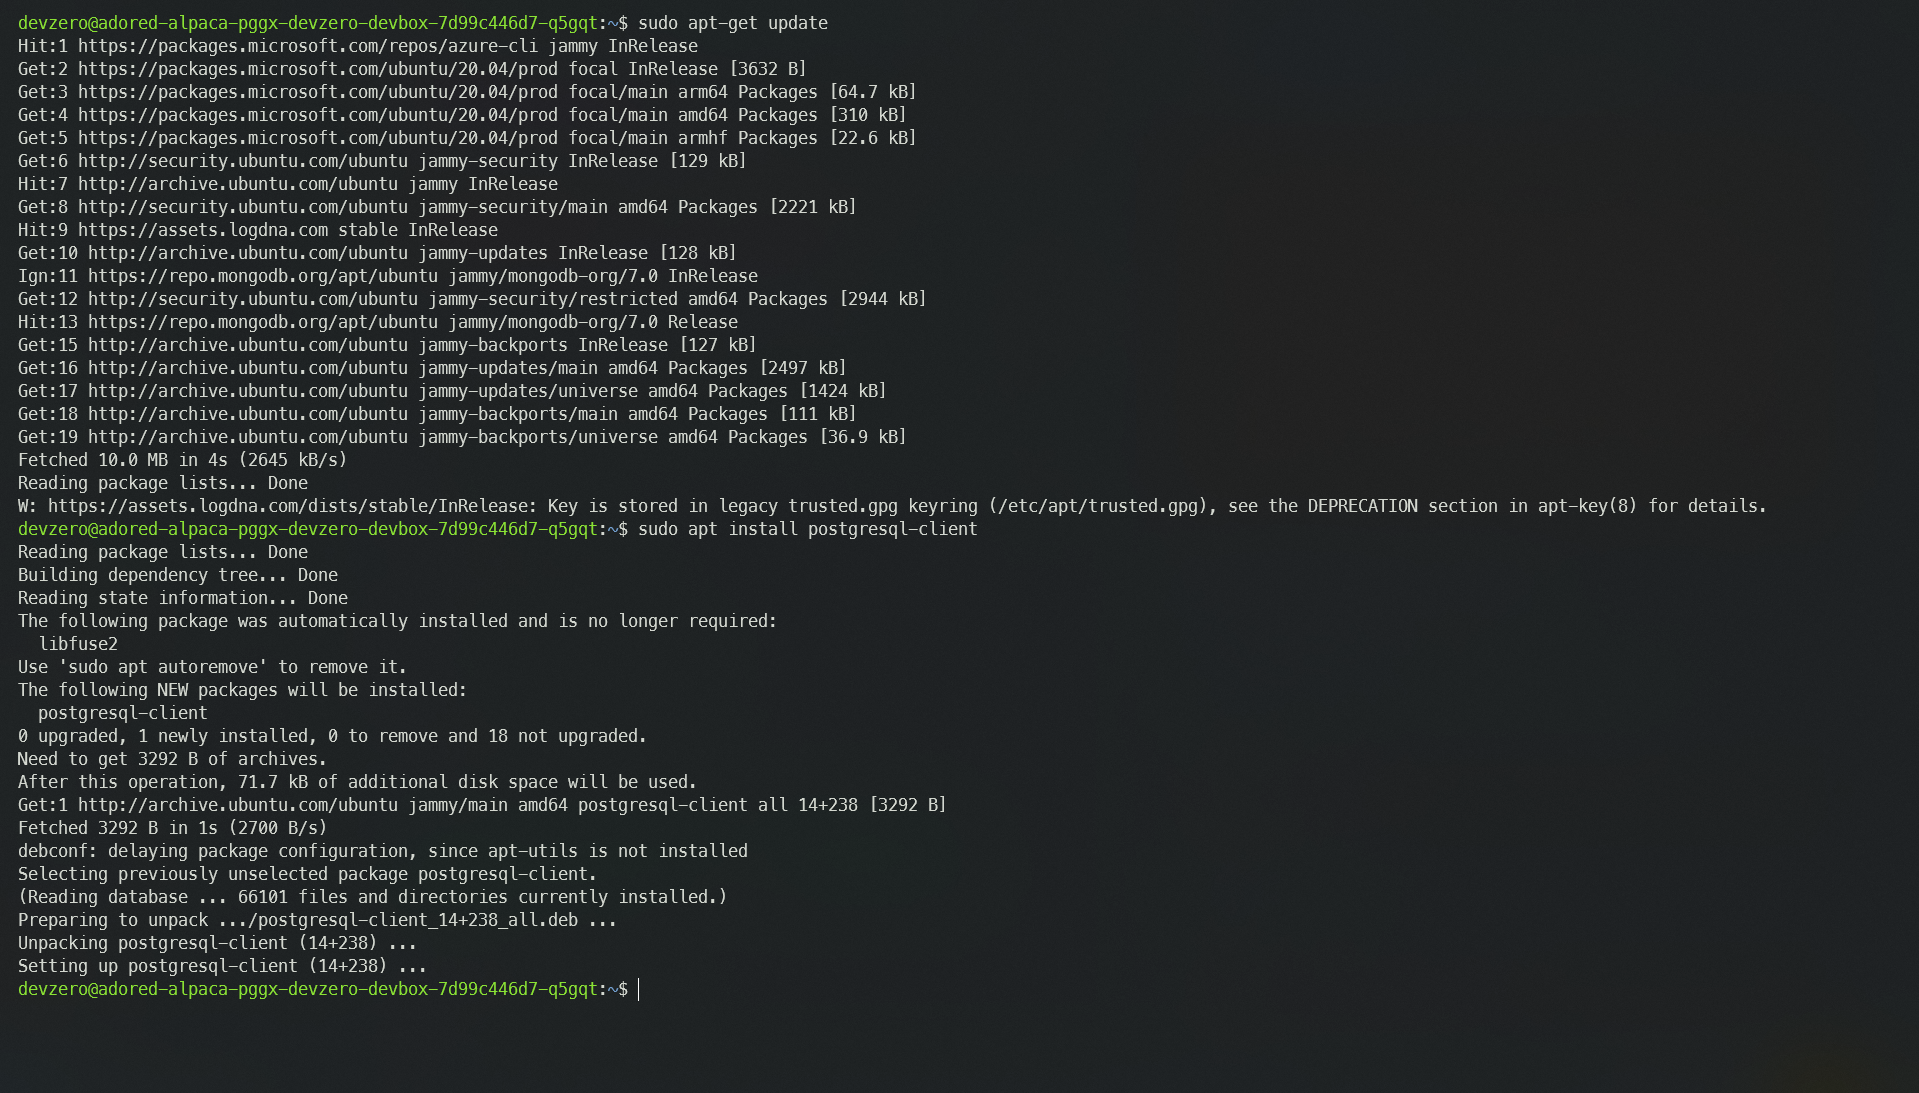 devzero@adored-alpaca-pggx-devzero-devbox-7d99c446d7-q5gqt:~$ sudo apt-get update
Hit:1 https://packages.microsoft.com/repos/azure-cli jammy InRelease
Get:2 https://packages.microsoft.com/ubuntu/20.04/prod focal InRelease [3632 B]
Get:3 https://packages.microsoft.com/ubuntu/20.04/prod focal/main arm64 Packages [64.7 kB]
Get:4 https://packages.microsoft.com/ubuntu/20.04/prod focal/main amd64 Packages [310 kB]
Get:5 https://packages.microsoft.com/ubuntu/20.04/prod focal/main armhf Packages [22.6 kB]
Get:6 http://security.ubuntu.com/ubuntu jammy-security InRelease [129 kB]
Hit:7 http://archive.ubuntu.com/ubuntu jammy InRelease
Get:8 http://security.ubuntu.com/ubuntu jammy-security/main amd64 Packages [2221 kB]
Hit:9 https://assets.logdna.com stable InRelease
Get:10 http://archive.ubuntu.com/ubuntu jammy-updates InRelease [128 kB]
Ign:11 https://repo.mongodb.org/apt/ubuntu jammy/mongodb-org/7.0 InRelease
Get:12 http://security.ubuntu.com/ubuntu jammy-security/restricted amd64 Packages [2944 kB]
Hit:13 https://repo.mongodb.org/apt/ubuntu jammy/mongodb-org/7.0 Release
Get:15 http://archive.ubuntu.com/ubuntu jammy-backports InRelease [127 kB]
Get:16 http://archive.ubuntu.com/ubuntu jammy-updates/main amd64 Packages [2497 kB]
Get:17 http://archive.ubuntu.com/ubuntu jammy-updates/universe amd64 Packages [1424 kB]
Get:18 http://archive.ubuntu.com/ubuntu jammy-backports/main amd64 Packages [111 kB]
Get:19 http://archive.ubuntu.com/ubuntu jammy-backports/universe amd64 Packages [36.9 kB]
Fetched 10.0 MB in 4s (2645 kB/s)
Reading package lists... Done
W: https://assets.logdna.com/dists/stable/InRelease: Key is stored in legacy trusted.gpg keyring (/etc/apt/trusted.gpg), see the DEPRECATION section in apt-key(8) for details.
devzero@adored-alpaca-pggx-devzero-devbox-7d99c446d7-q5gqt:~$ sudo apt install postgresql-client
Reading package lists... Done
Building dependency tree... Done
Reading state information... Done
The following package was automatically installed and is no longer required:
  libfuse2
Use 'sudo apt autoremove' to remove it.
The following NEW packages will be installed:
  postgresql-client
0 upgraded, 1 newly installed, 0 to remove and 18 not upgraded.
Need to get 3292 B of archives.
After this operation, 71.7 kB of additional disk space will be used.
Get:1 http://archive.ubuntu.com/ubuntu jammy/main amd64 postgresql-client all 14+238 [3292 B]
Fetched 3292 B in 1s (2700 B/s)
debconf: delaying package configuration, since apt-utils is not installed
Selecting previously unselected package postgresql-client.
(Reading database ... 66101 files and directories currently installed.)
Preparing to unpack .../postgresql-client_14+238_all.deb ...
Unpacking postgresql-client (14+238) ...
Setting up postgresql-client (14+238) ...
devzero@adored-alpaca-pggx-devzero-devbox-7d99c446d7-q5gqt:~$